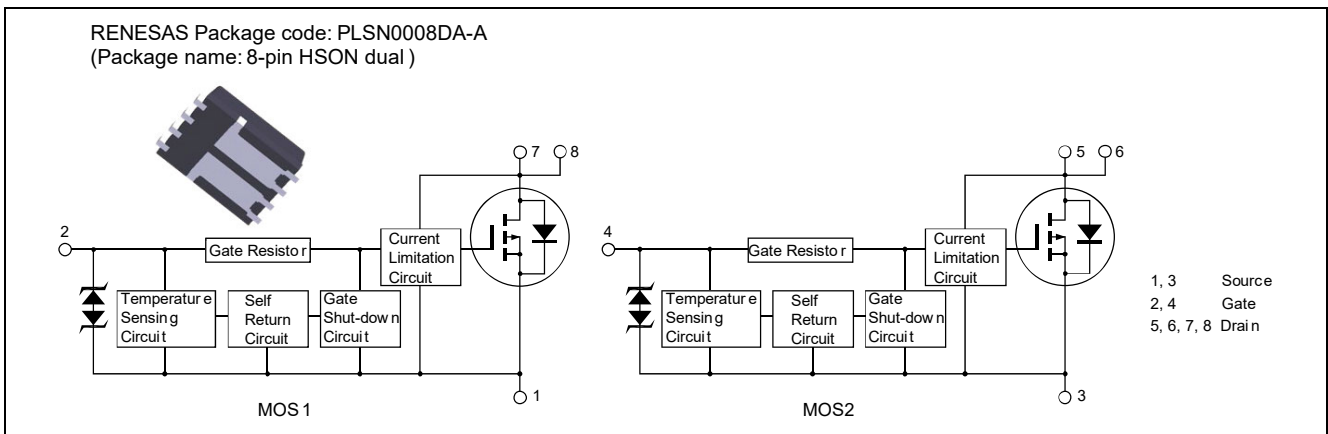 RENESAS Package code: PLSN0008DA-A
(Package name: 8-pin HSON dual)
7 8
2
Gate Resistor
Current
Limitation
Circuit
Temperature
Sensing
Circuit
Self
Return
Circuit
Gate
Shut-down
Circuit
1
MOS1
5 6
4
Gate Resistor
Current
Limitation
Circuit
Temperature
Sensing
Circuit
Self
Return
Circuit
Gate
Shut-down
Circuit
3
MOS2
1, 3 Source
2, 4 Gate
5, 6, 7, 8 Drain